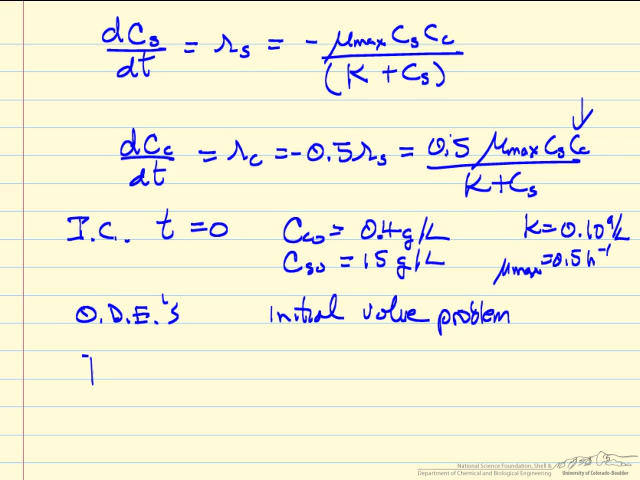 dCs/dt = rs = - μmax Cs Cc / (K + Cs)
dCc/dt = rc = -0.5 rs = 0.5 μmax Cs Cc / K + Cs
I.C. t = 0 Cco = 0.4 g/L K = 0.10 g/L
Cso = 15 g/L μmax = 0.5 h⁻¹
O.D.E.'s initial value problem
National Science Foundation, Shell &
Department of Chemical and Biological Engineering University of Colorado-Boulder